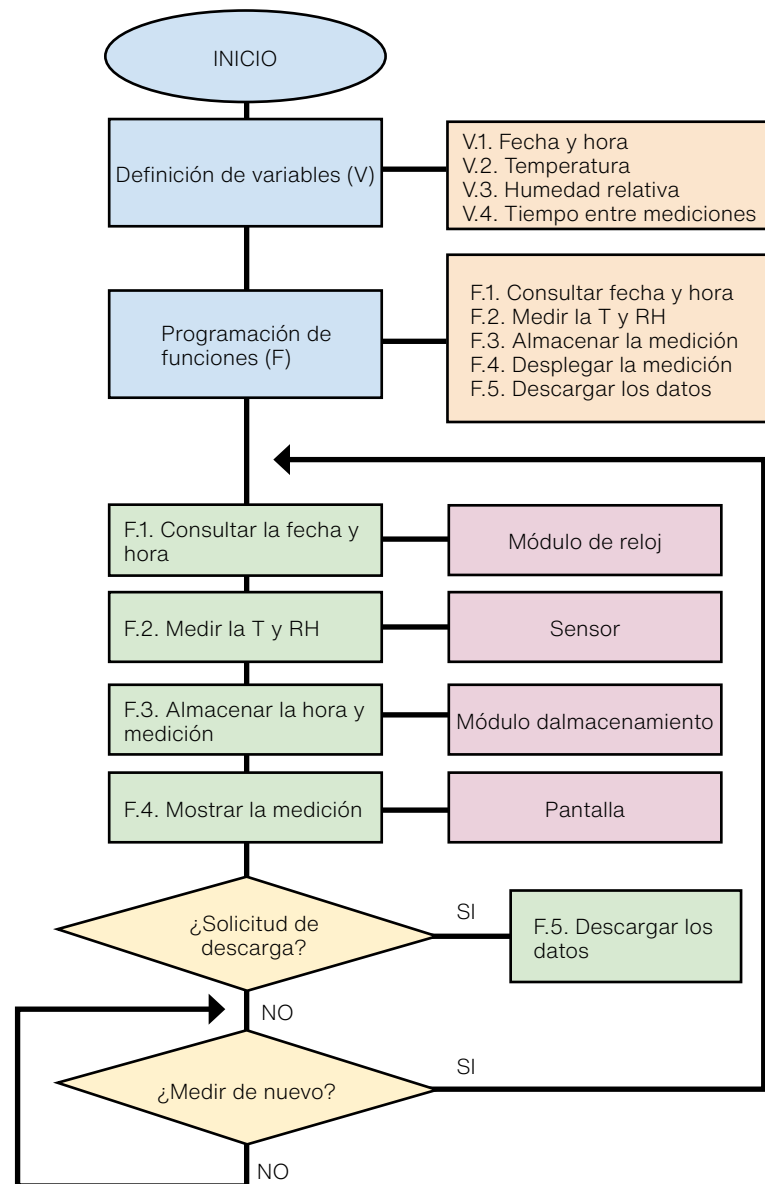 INICIO
Definición de variables (V)
V.1. Fecha y hora
V.2. Temperatura
V.3. Humedad relativa
V.4. Tiempo entre mediciones
Programación de
funciones (F)
F.1. Consultar fecha y hora
F.2. Medir la T y RH
F.3. Almacenar la medición
F.4. Desplegar la medición
F.5. Descargar los datos
F.1. Consultar la fecha y
hora
Módulo de reloj
F.2. Medir la T y RH
Sensor
F.3. Almacenar la hora y
medición
Módulo dalmacenamiento
F.4. Mostrar la medición
Pantalla
¿Solicitud de
descarga?
SI
F.5. Descargar los
datos
NO
¿Medir de nuevo?
SI
NO